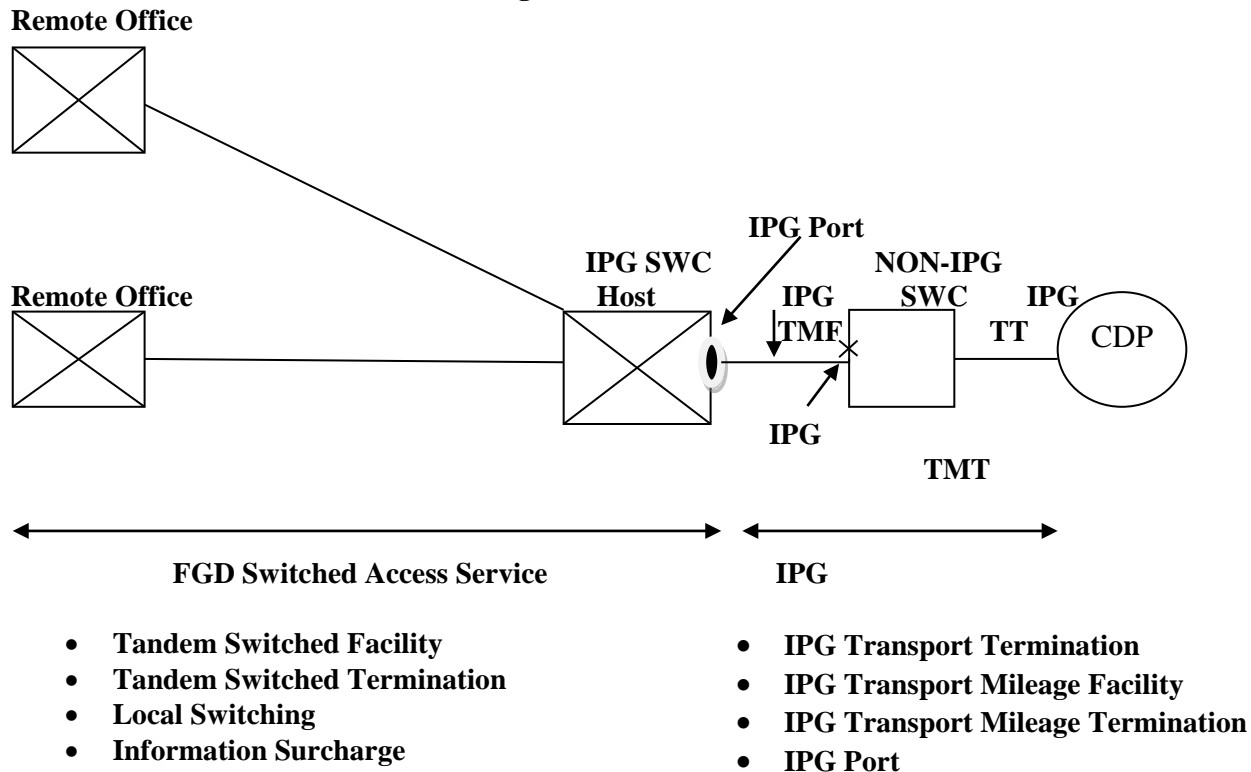 Remote Office
IPG Port
IPG SWC
Host
NON-IPG
SWC
Remote Office
IPG
TMF
IPG
TT
CDP
IPG
TMT
FGD Switched Access Service
IPG
• Tandem Switched Facility
• Tandem Switched Termination
• Local Switching
• Information Surcharge
• IPG Transport Termination
• IPG Transport Mileage Facility
• IPG Transport Mileage Termination
• IPG Port